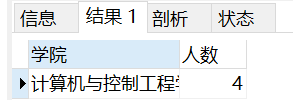 信息 结果 1 剖析 状态
学院 人数
计算机与控制工程学 4